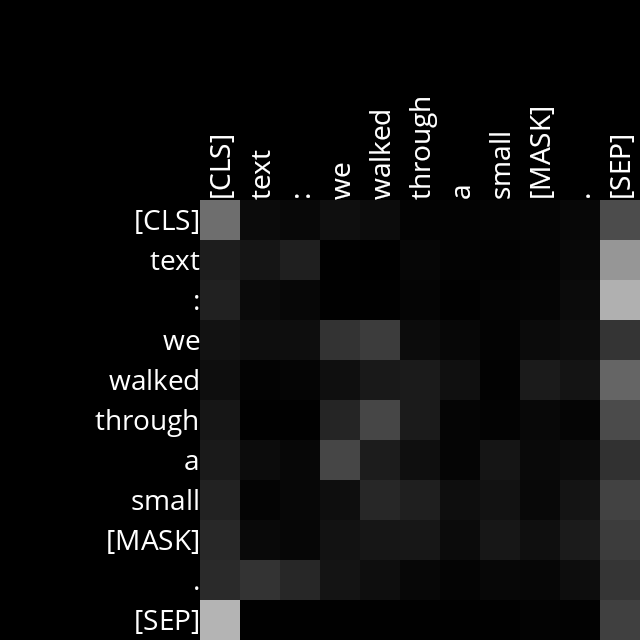 [CLS] text : we walked through a small [MASK] . [SEP]
[CLS]
text
:
we
walked
through
a
small
[MASK]
.
[SEP]